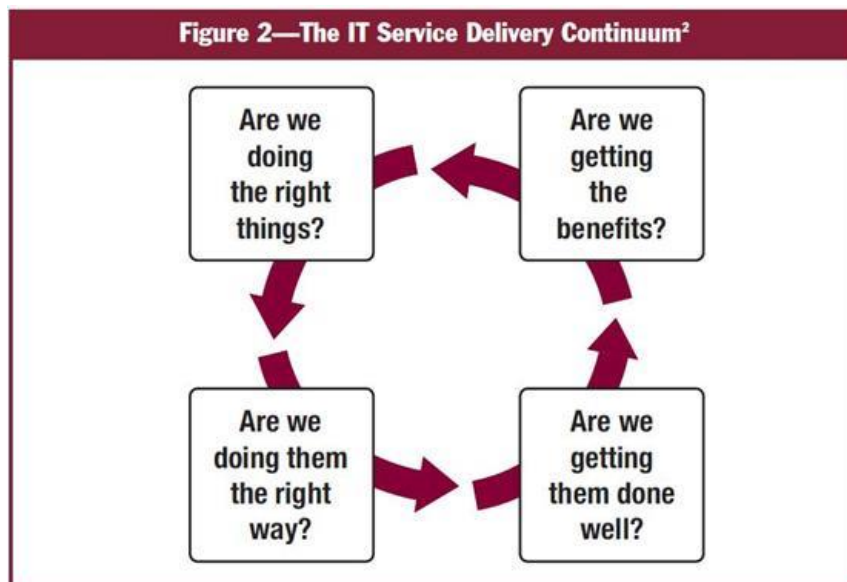 Figure 2—The IT Service Delivery Continuum²
Are we
doing
the right
things?
Are we
getting
the
benefits?
Are we
doing them
the right
way?
Are we
getting
them done
well?